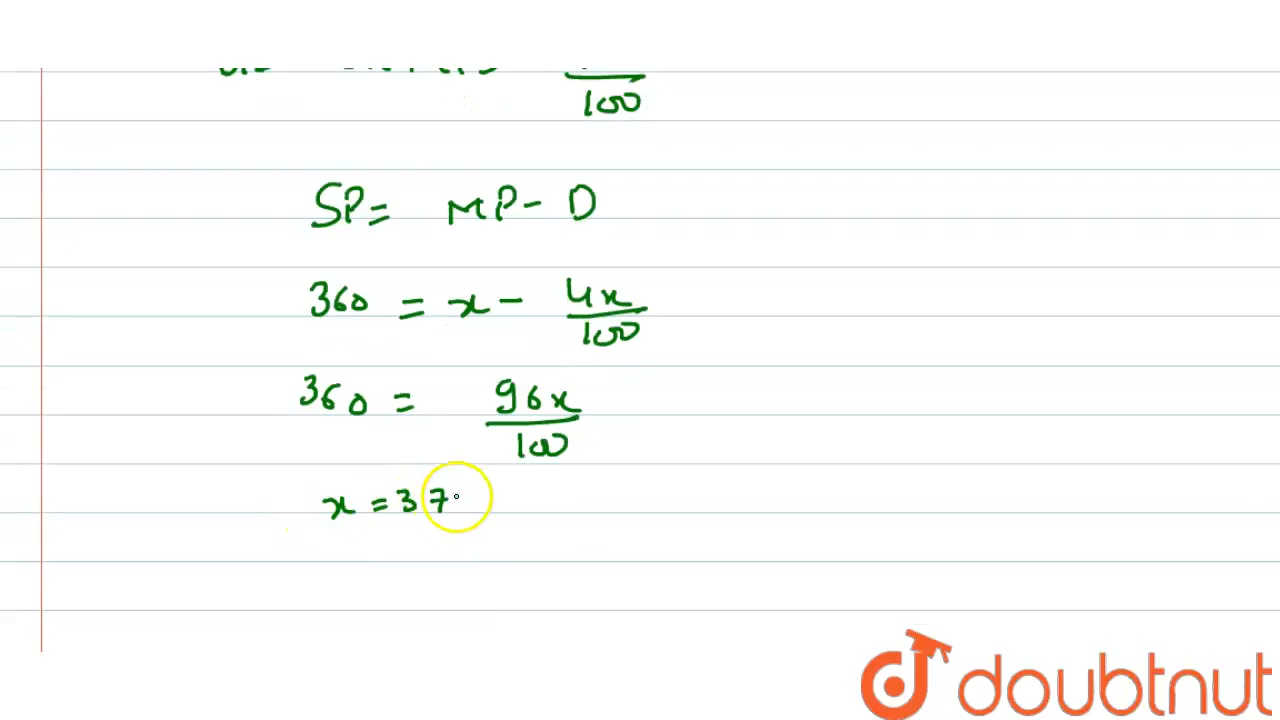 100
SP = MP - D
360 = x - 4x/100
360 = 96x/100
x = 37
doubtnut